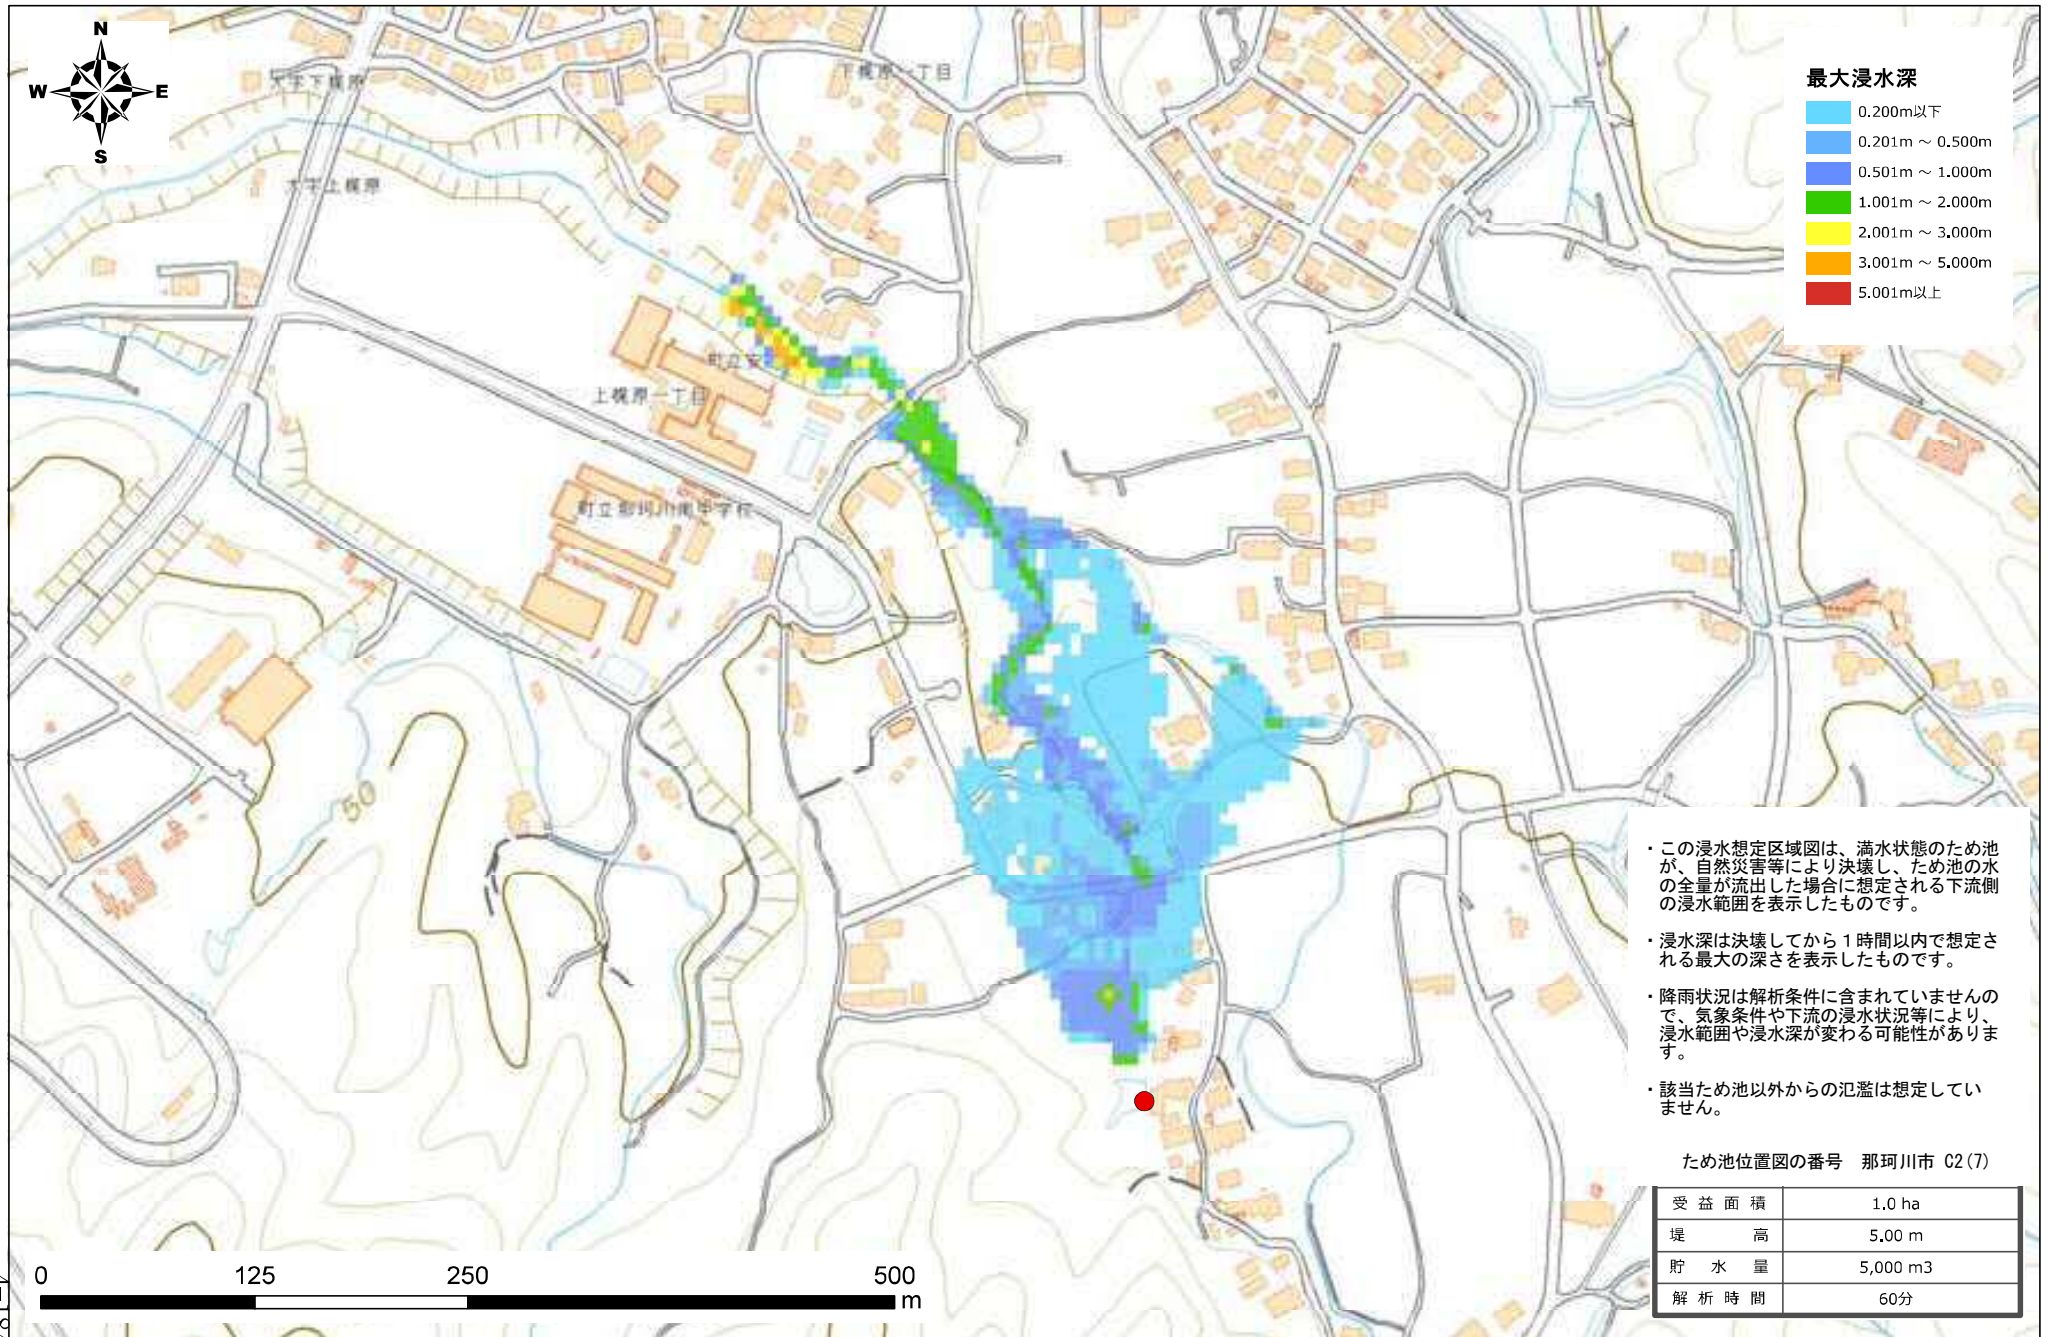 N
W
E
S
大字下梶原
下梶原一丁目
大字上梶原
町立安
上梶原一丁目
町立那珂川南中学校
50
最大浸水深
0.200m以下
0.201m ～ 0.500m
0.501m ～ 1.000m
1.001m ～ 2.000m
2.001m ～ 3.000m
3.001m ～ 5.000m
5.001m以上
・この浸水想定区域図は、満水状態のため池
が、自然災害等により決壊し、ため池の水
の全量が流出した場合に想定される下流側
の浸水範囲を表示したものです。
・浸水深は決壊してから１時間以内で想定さ
れる最大の深さを表示したものです。
・降雨状況は解析条件に含まれていませんの
で、気象条件や下流の浸水状況等により、
浸水範囲や浸水深が変わる可能性がありま
す。
・該当ため池以外からの氾濫は想定してい
ません。
ため池位置図の番号 那珂川市 C2(7)
受益面積 1.0 ha
堤高 5.00 m
貯水量 5,000 m3
解析時間 60分
0 125 250 500
m